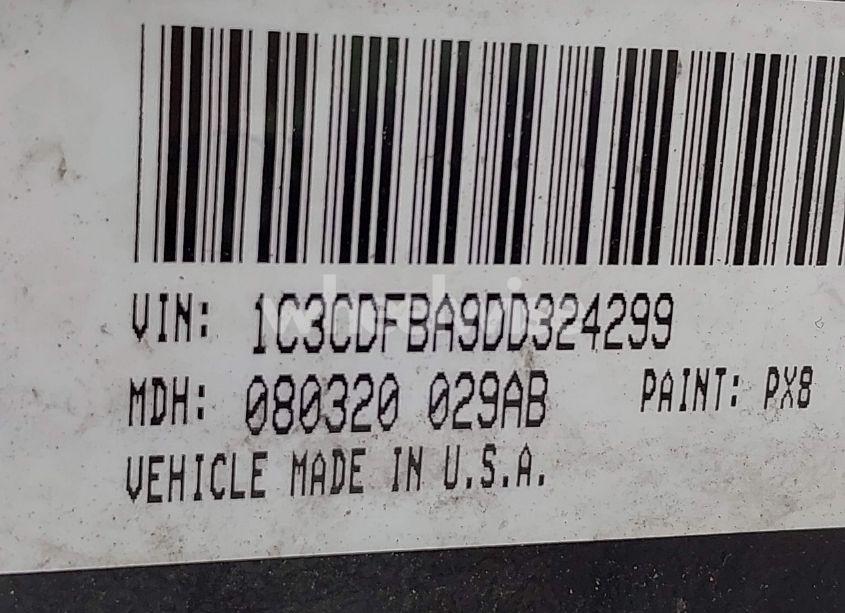 VIN: 1C3CDFBA9DD324299
MDH: 080320 029AB PAINT: PX8
VEHICLE MADE IN U.S.A.